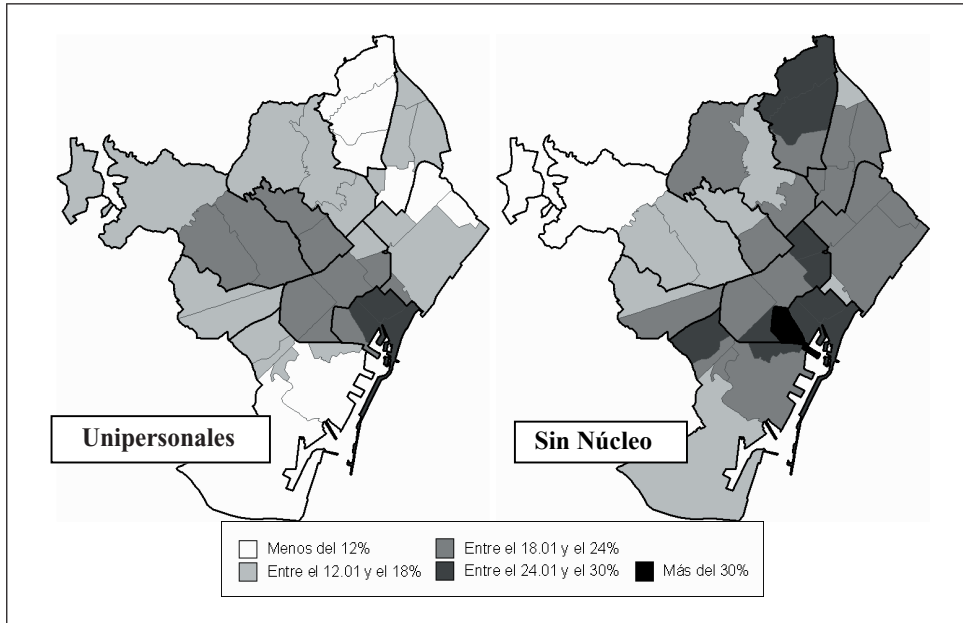 Unipersonales
Sin Núcleo
Menos del 12%
Entre el 12.01 y el 18%
Entre el 18.01 y el 24%
Entre el 24.01 y el 30%
Más del 30%